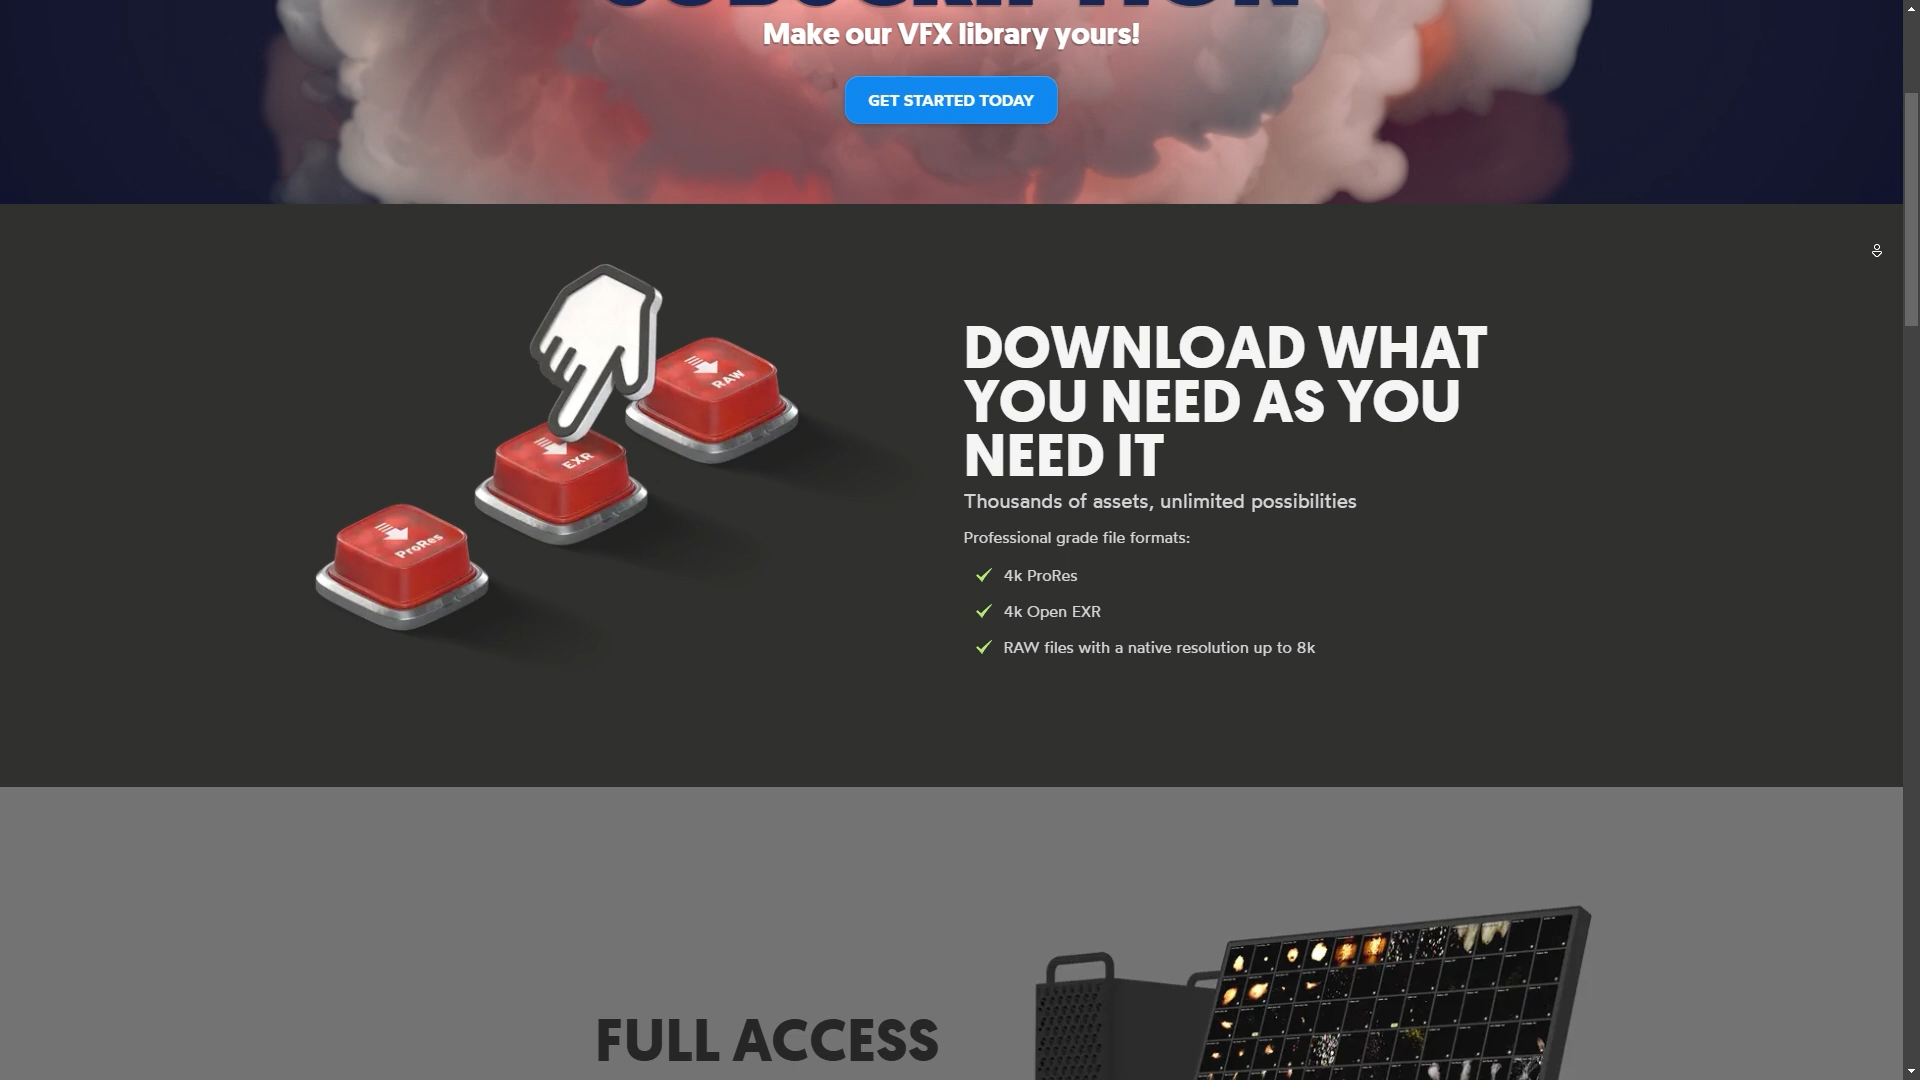 SUBSCRIPTION
Make our VFX library yours!
GET STARTED TODAY
RAW
EXR
ProRes
DOWNLOAD WHAT
YOU NEED AS YOU
NEED IT
Thousands of assets, unlimited possibilities
Professional grade file formats:
4k ProRes
4k Open EXR
RAW files with a native resolution up to 8k
FULL ACCESS